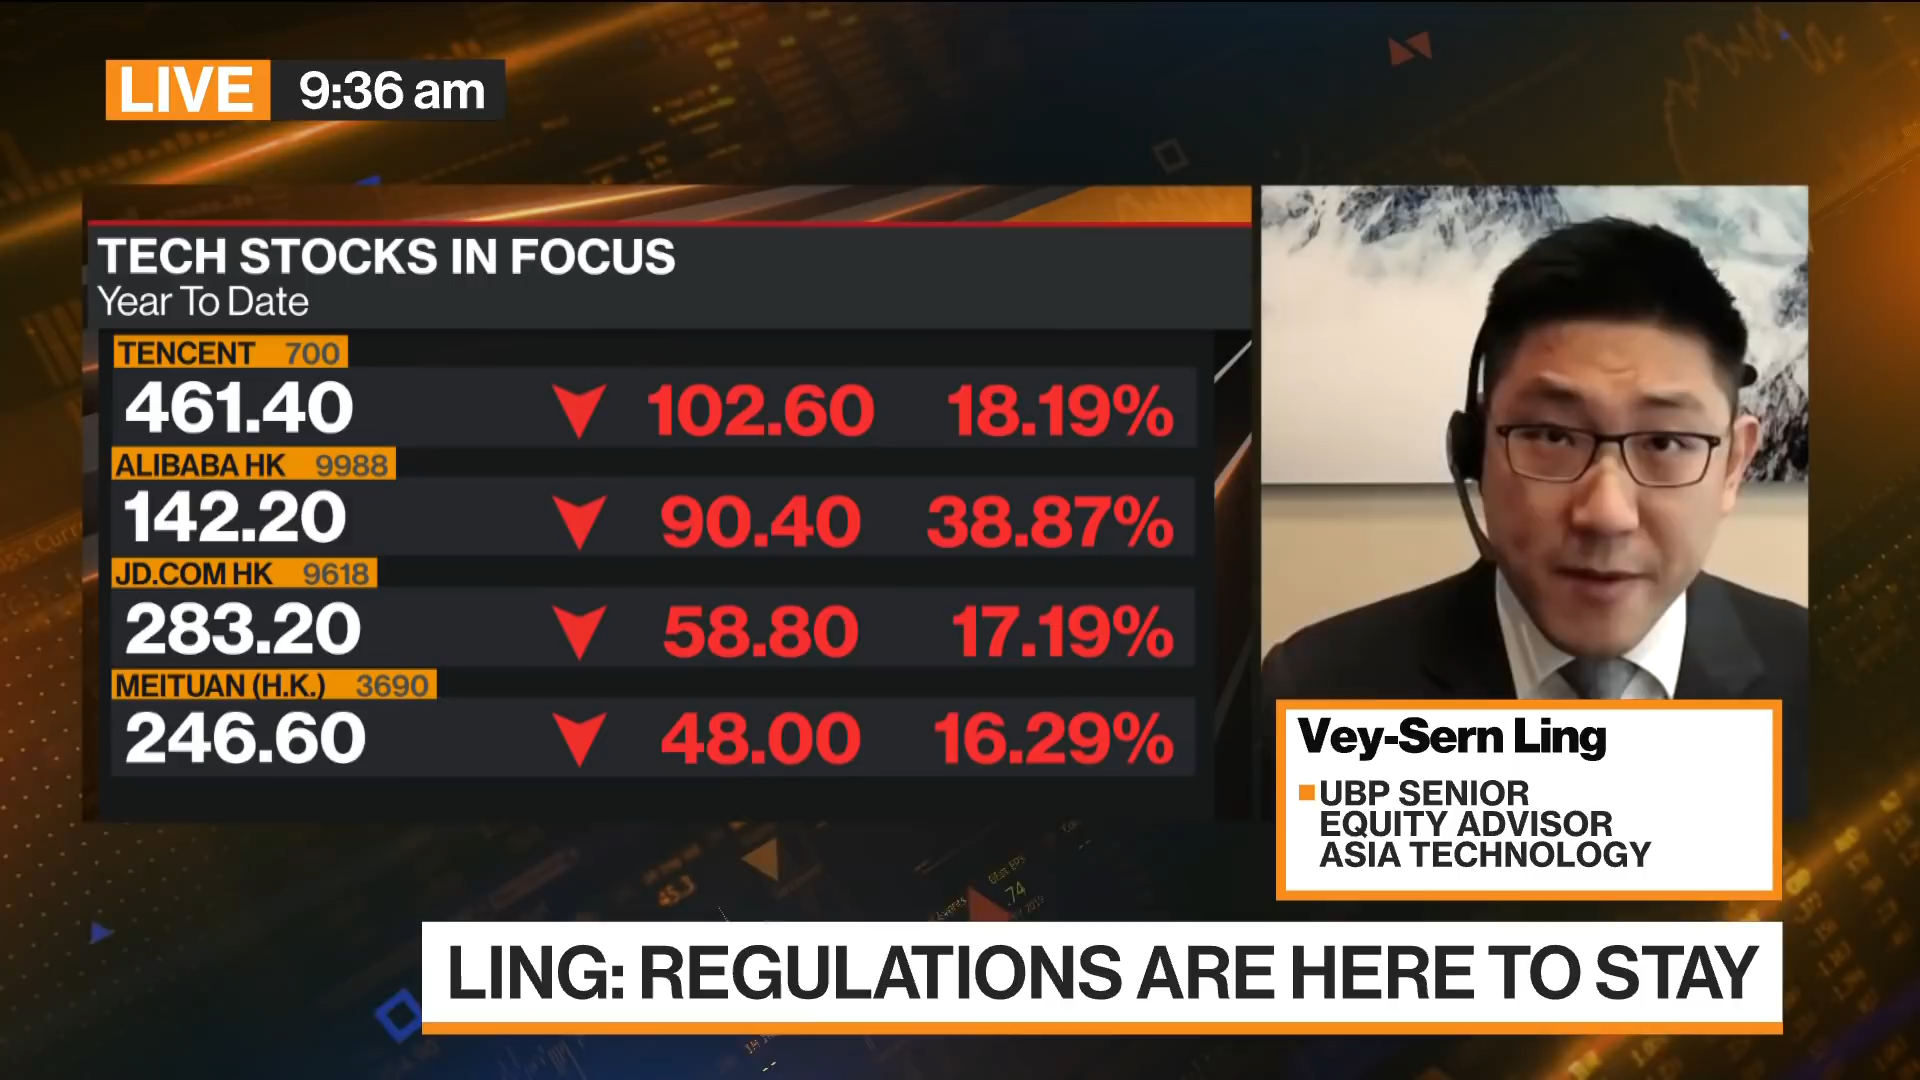 LIVE 9:36 am
TECH STOCKS IN FOCUS
Year To Date
TENCENT 700
461.40 102.60 18.19%
ALIBABA HK 9988
142.20 90.40 38.87%
JD.COM HK 9618
283.20 58.80 17.19%
MEITUAN (H.K.) 3690
246.60 48.00 16.29%
Vey-Sern Ling
UBP SENIOR
EQUITY ADVISOR
ASIA TECHNOLOGY
45.3
74
LING: REGULATIONS ARE HERE TO STAY